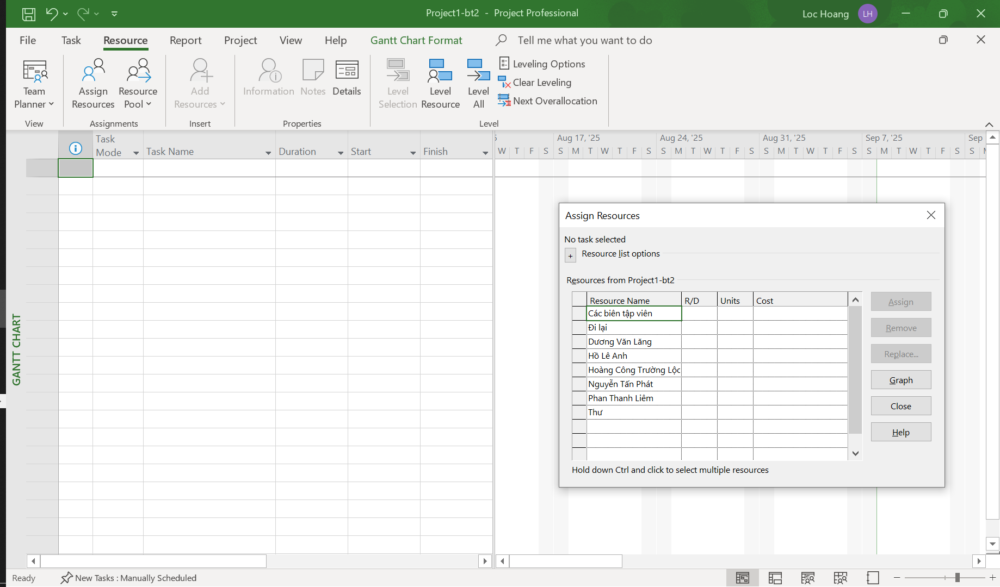 Project1-bt2 - Project Professional
Loc Hoang LH
File Task Resource Report Project View Help Gantt Chart Format Tell me what you want to do
Team Planner
Assign Resources
Resource Pool
Add Resources
Information
Notes
Details
Level Selection
Level Resource
Level All
Leveling Options
Clear Leveling
Next Overallocation
View Assignments Insert Properties Level
Task Mode Task Name Duration Start Finish
5 Aug 17, '25 Aug 24, '25 Aug 31, '25 Sep 7, '25 Sep
W T F S S M T W T F S S M T W T F S S M T W T F S S M T W T F S S M
GANTT CHART
Assign Resources
No task selected
+ Resource list options
Resources from Project1-bt2
Resource Name R/D Units Cost
Các biên tập viên
Đi lại
Dương Văn Lăng
Hồ Lê Anh
Hoàng Công Trường Lộc
Nguyễn Tấn Phát
Phan Thanh Liêm
Thư
Assign
Remove
Replace...
Graph
Close
Help
Hold down Ctrl and click to select multiple resources
Ready New Tasks : Manually Scheduled